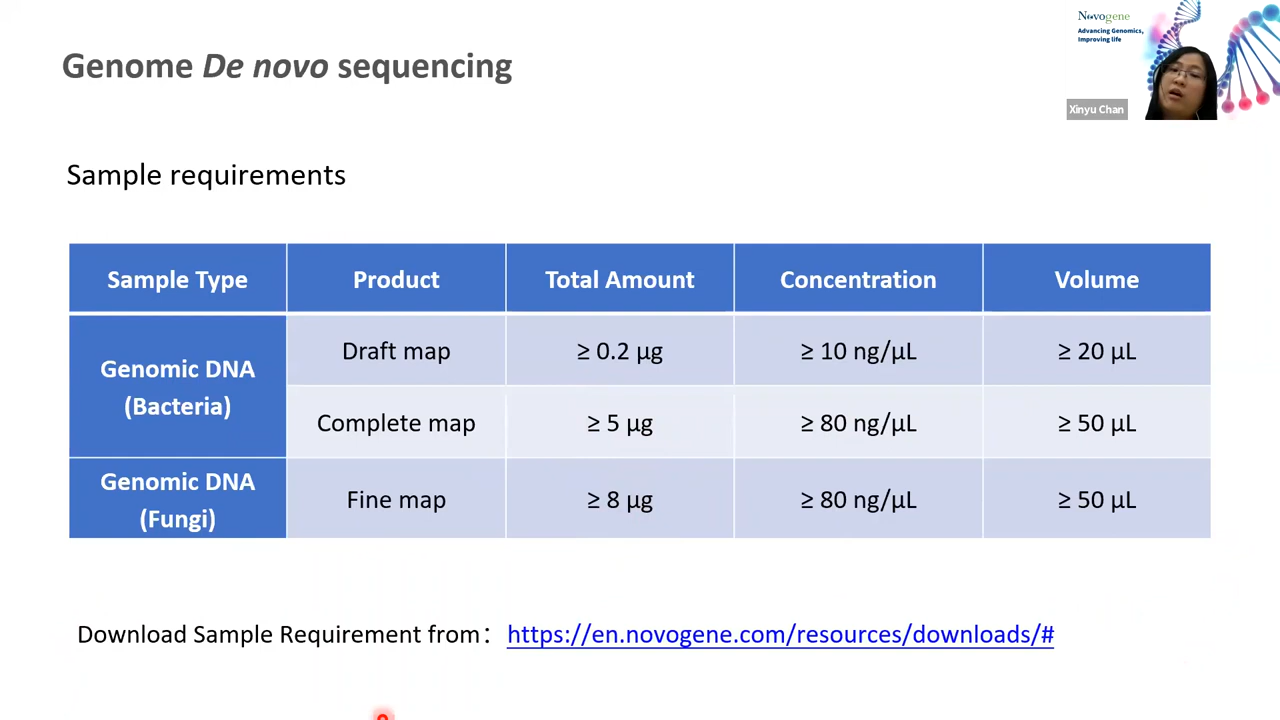 Novogene
Advancing Genomics,
Improving life
Genome De novo sequencing
Xinyu Chan
Sample requirements
Sample Type Product Total Amount Concentration Volume
Genomic DNA
(Bacteria)
Draft map ≥ 0.2 µg ≥ 10 ng/µL ≥ 20 µL
Complete map ≥ 5 µg ≥ 80 ng/µL ≥ 50 µL
Genomic DNA
(Fungi)
Fine map ≥ 8 µg ≥ 80 ng/µL ≥ 50 µL
Download Sample Requirement from： https://en.novogene.com/resources/downloads/#